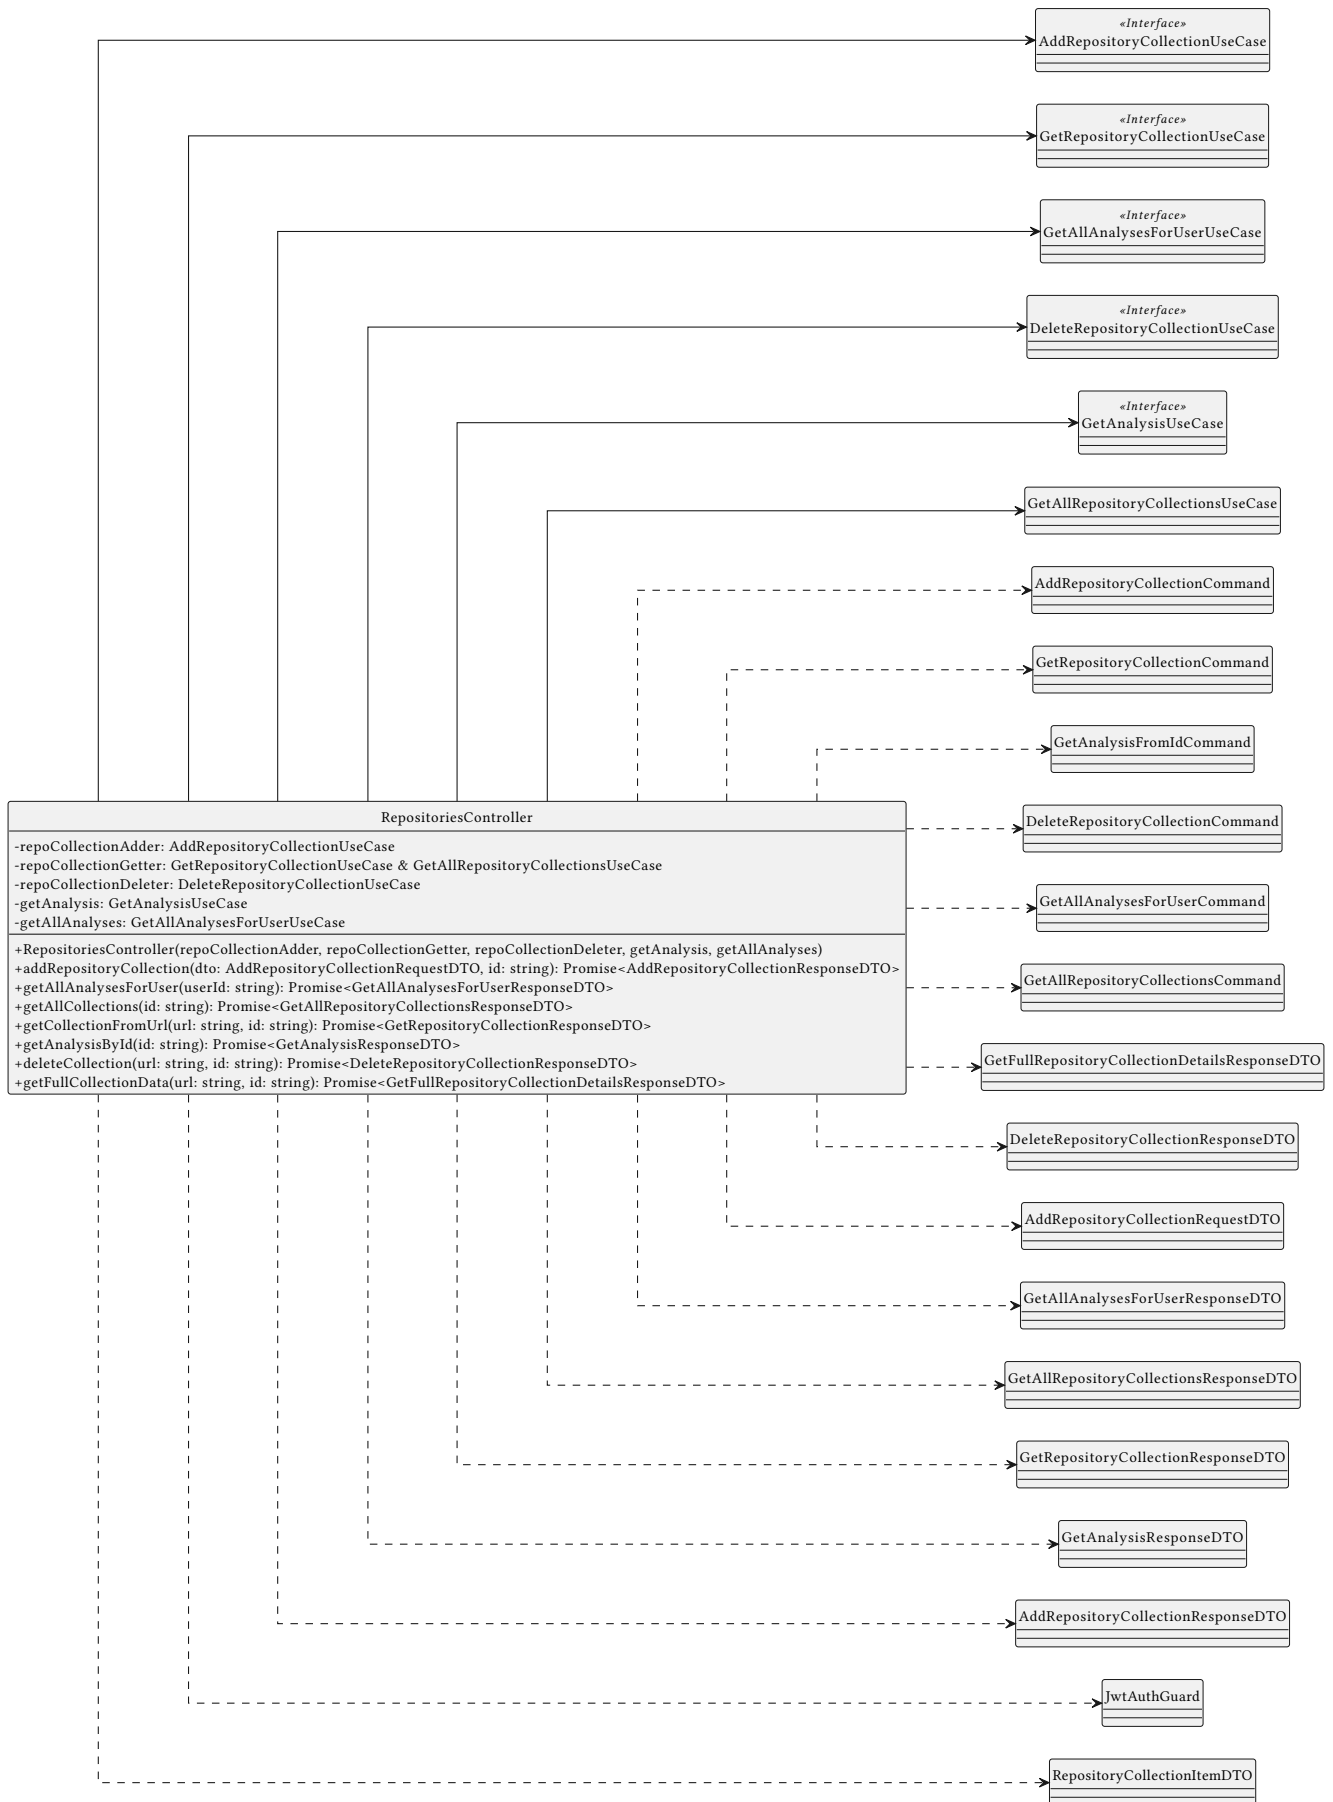 «Interface»
AddRepositoryCollectionUseCase
«Interface»
GetRepositoryCollectionUseCase
«Interface»
GetAllAnalysesForUserUseCase
«Interface»
DeleteRepositoryCollectionUseCase
«Interface»
GetAnalysisUseCase
GetAllRepositoryCollectionsUseCase
AddRepositoryCollectionCommand
GetRepositoryCollectionCommand
GetAnalysisFromIdCommand
RepositoriesController
-repoCollectionAdder: AddRepositoryCollectionUseCase
-repoCollectionGetter: GetRepositoryCollectionUseCase & GetAllRepositoryCollectionsUseCase
-repoCollectionDeleter: DeleteRepositoryCollectionUseCase
-getAnalysis: GetAnalysisUseCase
-getAllAnalyses: GetAllAnalysesForUserUseCase
+RepositoriesController(repoCollectionAdder, repoCollectionGetter, repoCollectionDeleter, getAnalysis, getAllAnalyses)
+addRepositoryCollection(dto: AddRepositoryCollectionRequestDTO, id: string): Promise<AddRepositoryCollectionResponseDTO>
+getAllAnalysesForUser(userId: string): Promise<GetAllAnalysesForUserResponseDTO>
+getAllCollections(id: string): Promise<GetAllRepositoryCollectionsResponseDTO>
+getCollectionFromUrl(url: string, id: string): Promise<GetRepositoryCollectionResponseDTO>
+getAnalysisById(id: string): Promise<GetAnalysisResponseDTO>
+deleteCollection(url: string, id: string): Promise<DeleteRepositoryCollectionResponseDTO>
+getFullCollectionData(url: string, id: string): Promise<GetFullRepositoryCollectionDetailsResponseDTO>
DeleteRepositoryCollectionCommand
GetAllAnalysesForUserCommand
GetAllRepositoryCollectionsCommand
GetFullRepositoryCollectionDetailsResponseDTO
DeleteRepositoryCollectionResponseDTO
AddRepositoryCollectionRequestDTO
GetAllAnalysesForUserResponseDTO
GetAllRepositoryCollectionsResponseDTO
GetRepositoryCollectionResponseDTO
GetAnalysisResponseDTO
AddRepositoryCollectionResponseDTO
JwtAuthGuard
RepositoryCollectionItemDTO